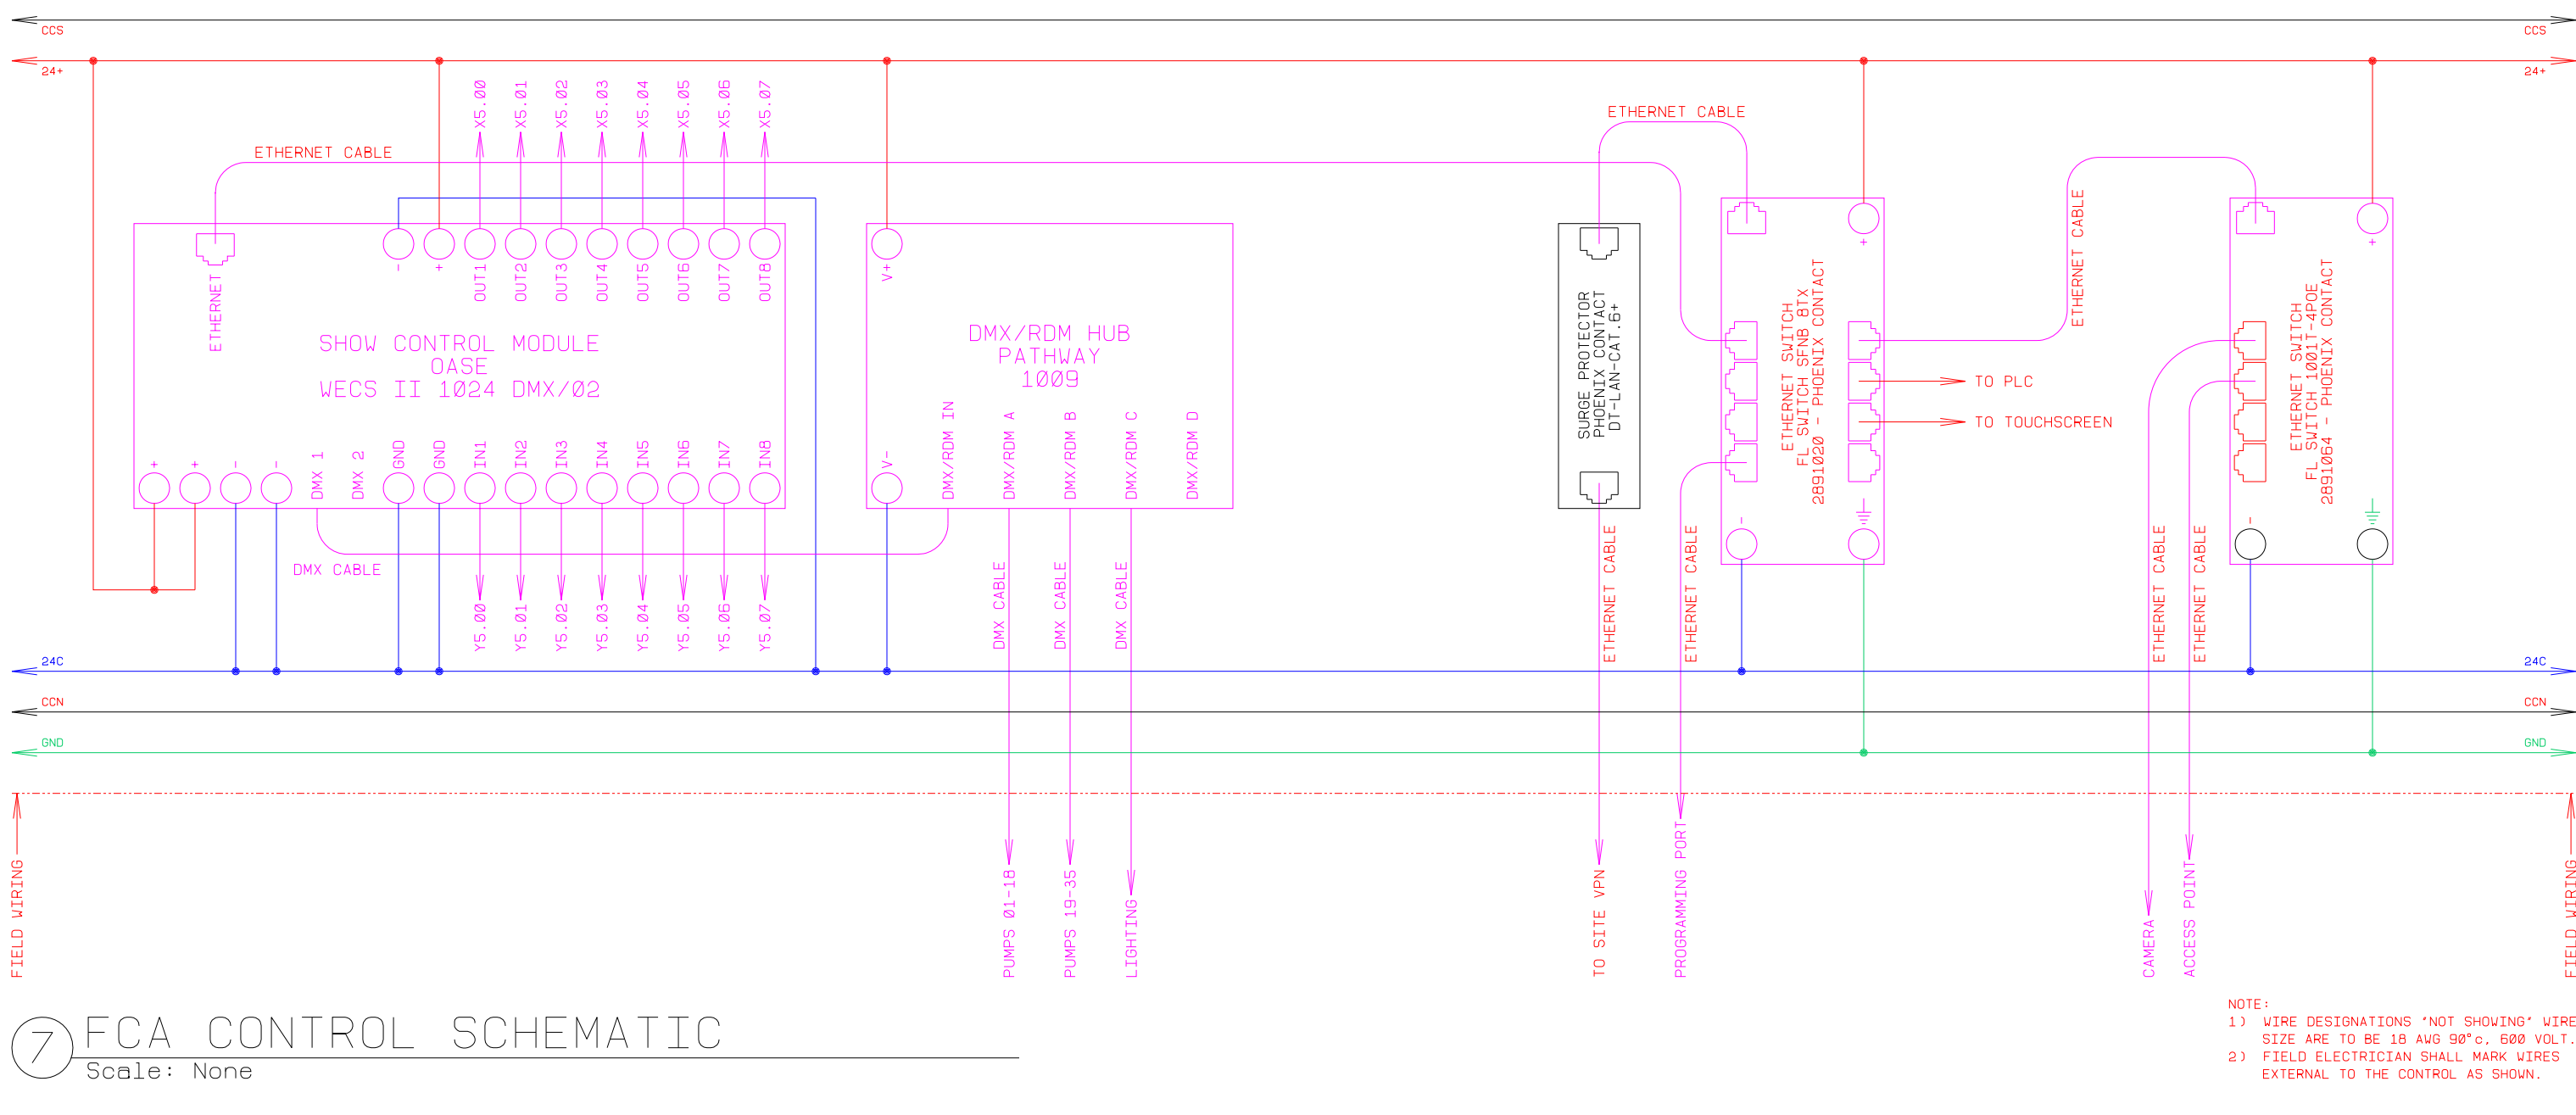 CCS
CCS
24+
24+
X5.00
X5.01
X5.02
X5.03
X5.04
X5.05
X5.06
X5.07
ETHERNET CABLE
ETHERNET CABLE
ETHERNET CABLE
ETHERNET
-
+
OUT1
OUT2
OUT3
OUT4
OUT5
OUT6
OUT7
OUT8
SHOW CONTROL MODULE
OASE
WECS II 1024 DMX/02
+
+
-
-
DMX 1
DMX 2
GND
GND
IN1
IN2
IN3
IN4
IN5
IN6
IN7
IN8
DMX CABLE
Y5.00
Y5.01
Y5.02
Y5.03
Y5.04
Y5.05
Y5.06
Y5.07
V+
DMX/RDM HUB
PATHWAY
1009
V-
DMX/RDM IN
DMX/RDM A
DMX/RDM B
DMX/RDM C
DMX/RDM D
DMX CABLE
DMX CABLE
DMX CABLE
SURGE PROTECTOR
PHOENIX CONTACT
DT-LAN-CAT.6+
+
ETHERNET SWITCH
FL SWITCH SFNB 8TX
2891020 - PHOENIX CONTACT
-
TO PLC
TO TOUCHSCREEN
+
ETHERNET SWITCH
FL SWITCH 1001T-4POE
2891064 - PHOENIX CONTACT
-
ETHERNET CABLE
ETHERNET CABLE
ETHERNET CABLE
ETHERNET CABLE
24C
24C
CCN
CCN
GND
GND
FIELD WIRING
PUMPS 01-18
PUMPS 19-35
LIGHTING
TO SITE VPN
PROGRAMMING PORT
CAMERA
ACCESS POINT
FIELD WIRING
7
FCA CONTROL SCHEMATIC
Scale: None
NOTE:
1) WIRE DESIGNATIONS 'NOT SHOWING' WIRE
SIZE ARE TO BE 18 AWG 90°c, 600 VOLT.
2) FIELD ELECTRICIAN SHALL MARK WIRES
EXTERNAL TO THE CONTROL AS SHOWN.